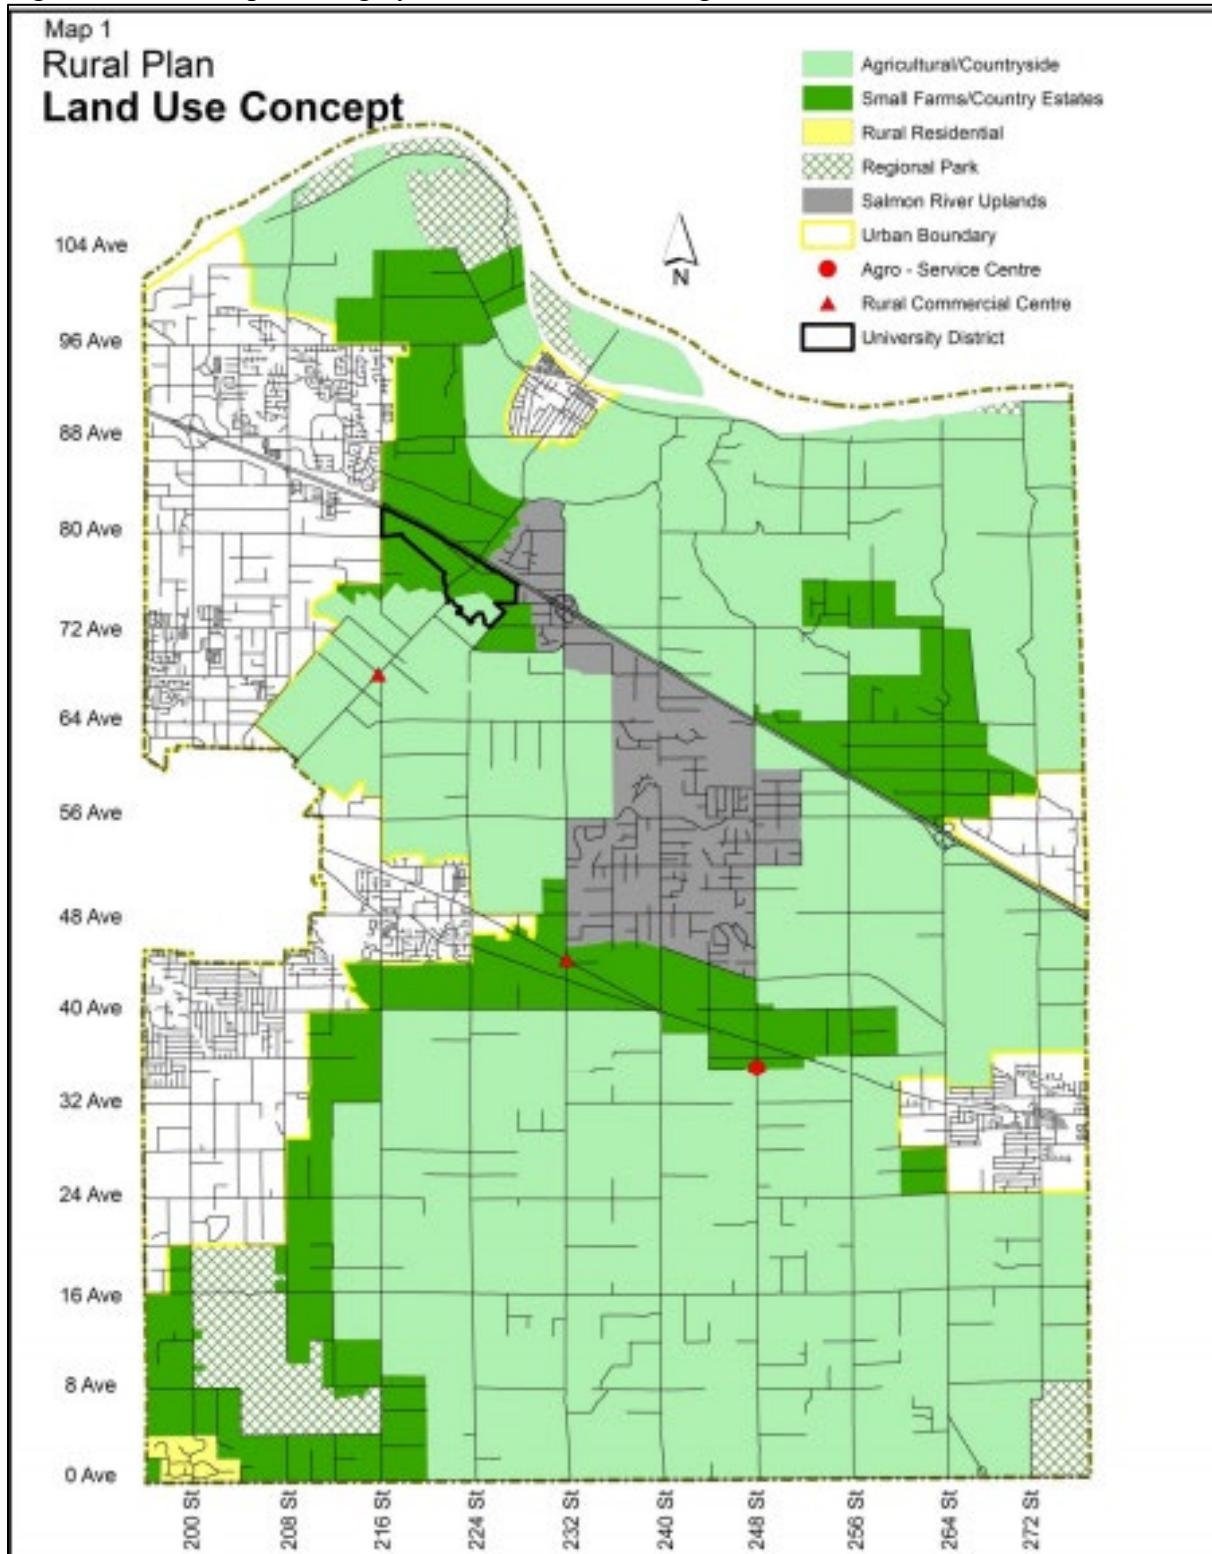 Map 1
Rural Plan
Land Use Concept
Agricultural/Countryside
Small Farms/Country Estates
Rural Residential
Regional Park
Salmon River Uplands
Urban Boundary
Agro - Service Centre
Rural Commercial Centre
University District
N
104 Ave
96 Ave
88 Ave
80 Ave
72 Ave
64 Ave
56 Ave
48 Ave
40 Ave
32 Ave
24 Ave
16 Ave
8 Ave
0 Ave
200 St
208 St
216 St
224 St
232 St
240 St
248 St
256 St
264 St
272 St